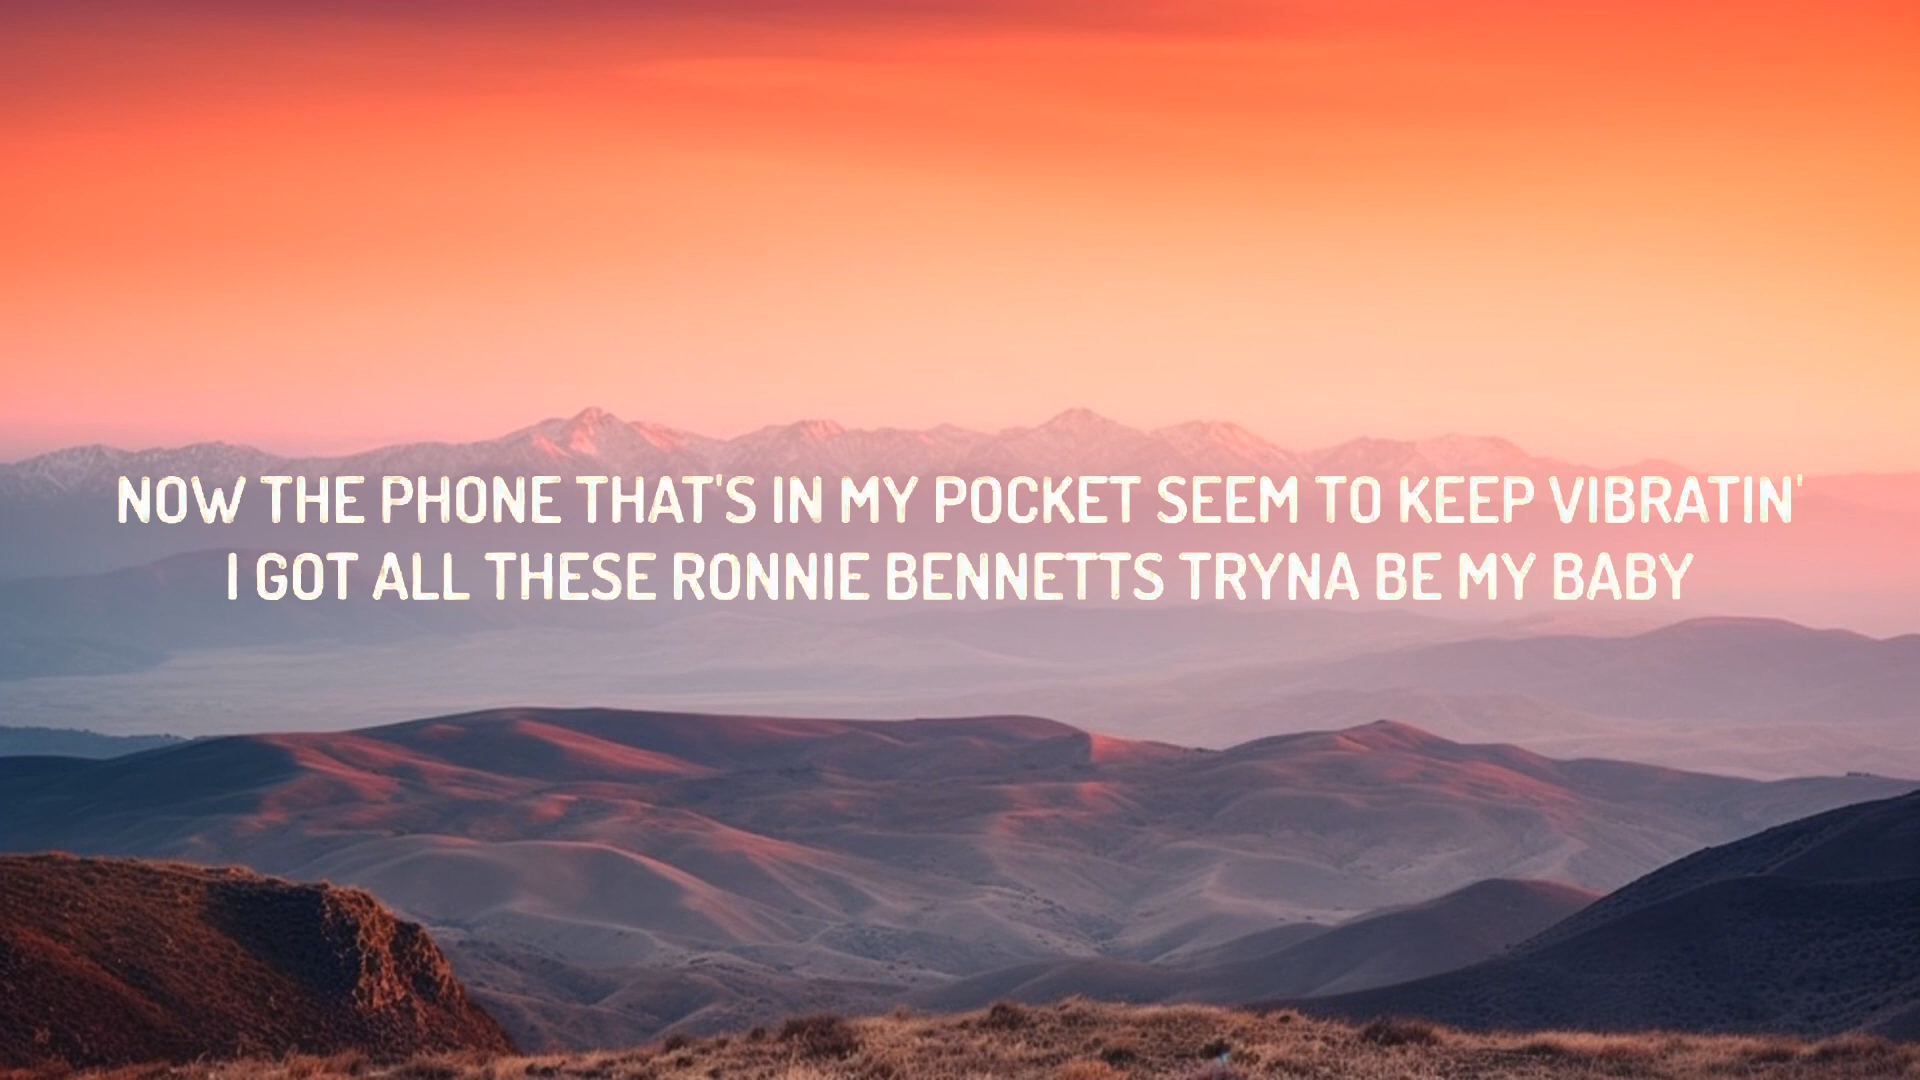 NOW THE PHONE THAT'S IN MY POCKET SEEM TO KEEP VIBRATIN'
I GOT ALL THESE RONNIE BENNETTS TRYNA BE MY BABY